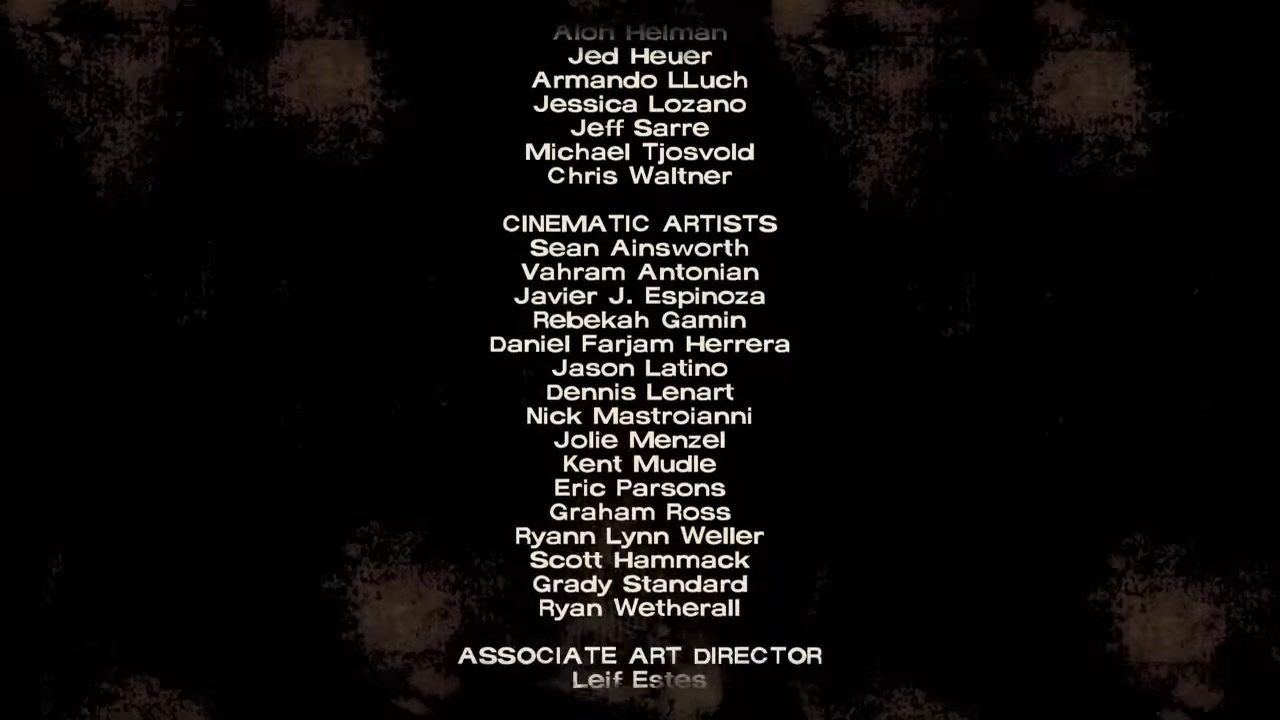 Alon Helman
Jed Heuer
Armando LLuch
Jessica Lozano
Jeff Sarre
Michael Tjosvold
Chris Waltner
CINEMATIC ARTISTS
Sean Ainsworth
Vahram Antonian
Javier J. Espinoza
Rebekah Gamin
Daniel Farjam Herrera
Jason Latino
Dennis Lenart
Nick Mastroianni
Jolie Menzel
Kent Mudle
Eric Parsons
Graham Ross
Ryann Lynn Weller
Scott Hammack
Grady Standard
Ryan Wetherall
ASSOCIATE ART DIRECTOR
Leif Estes